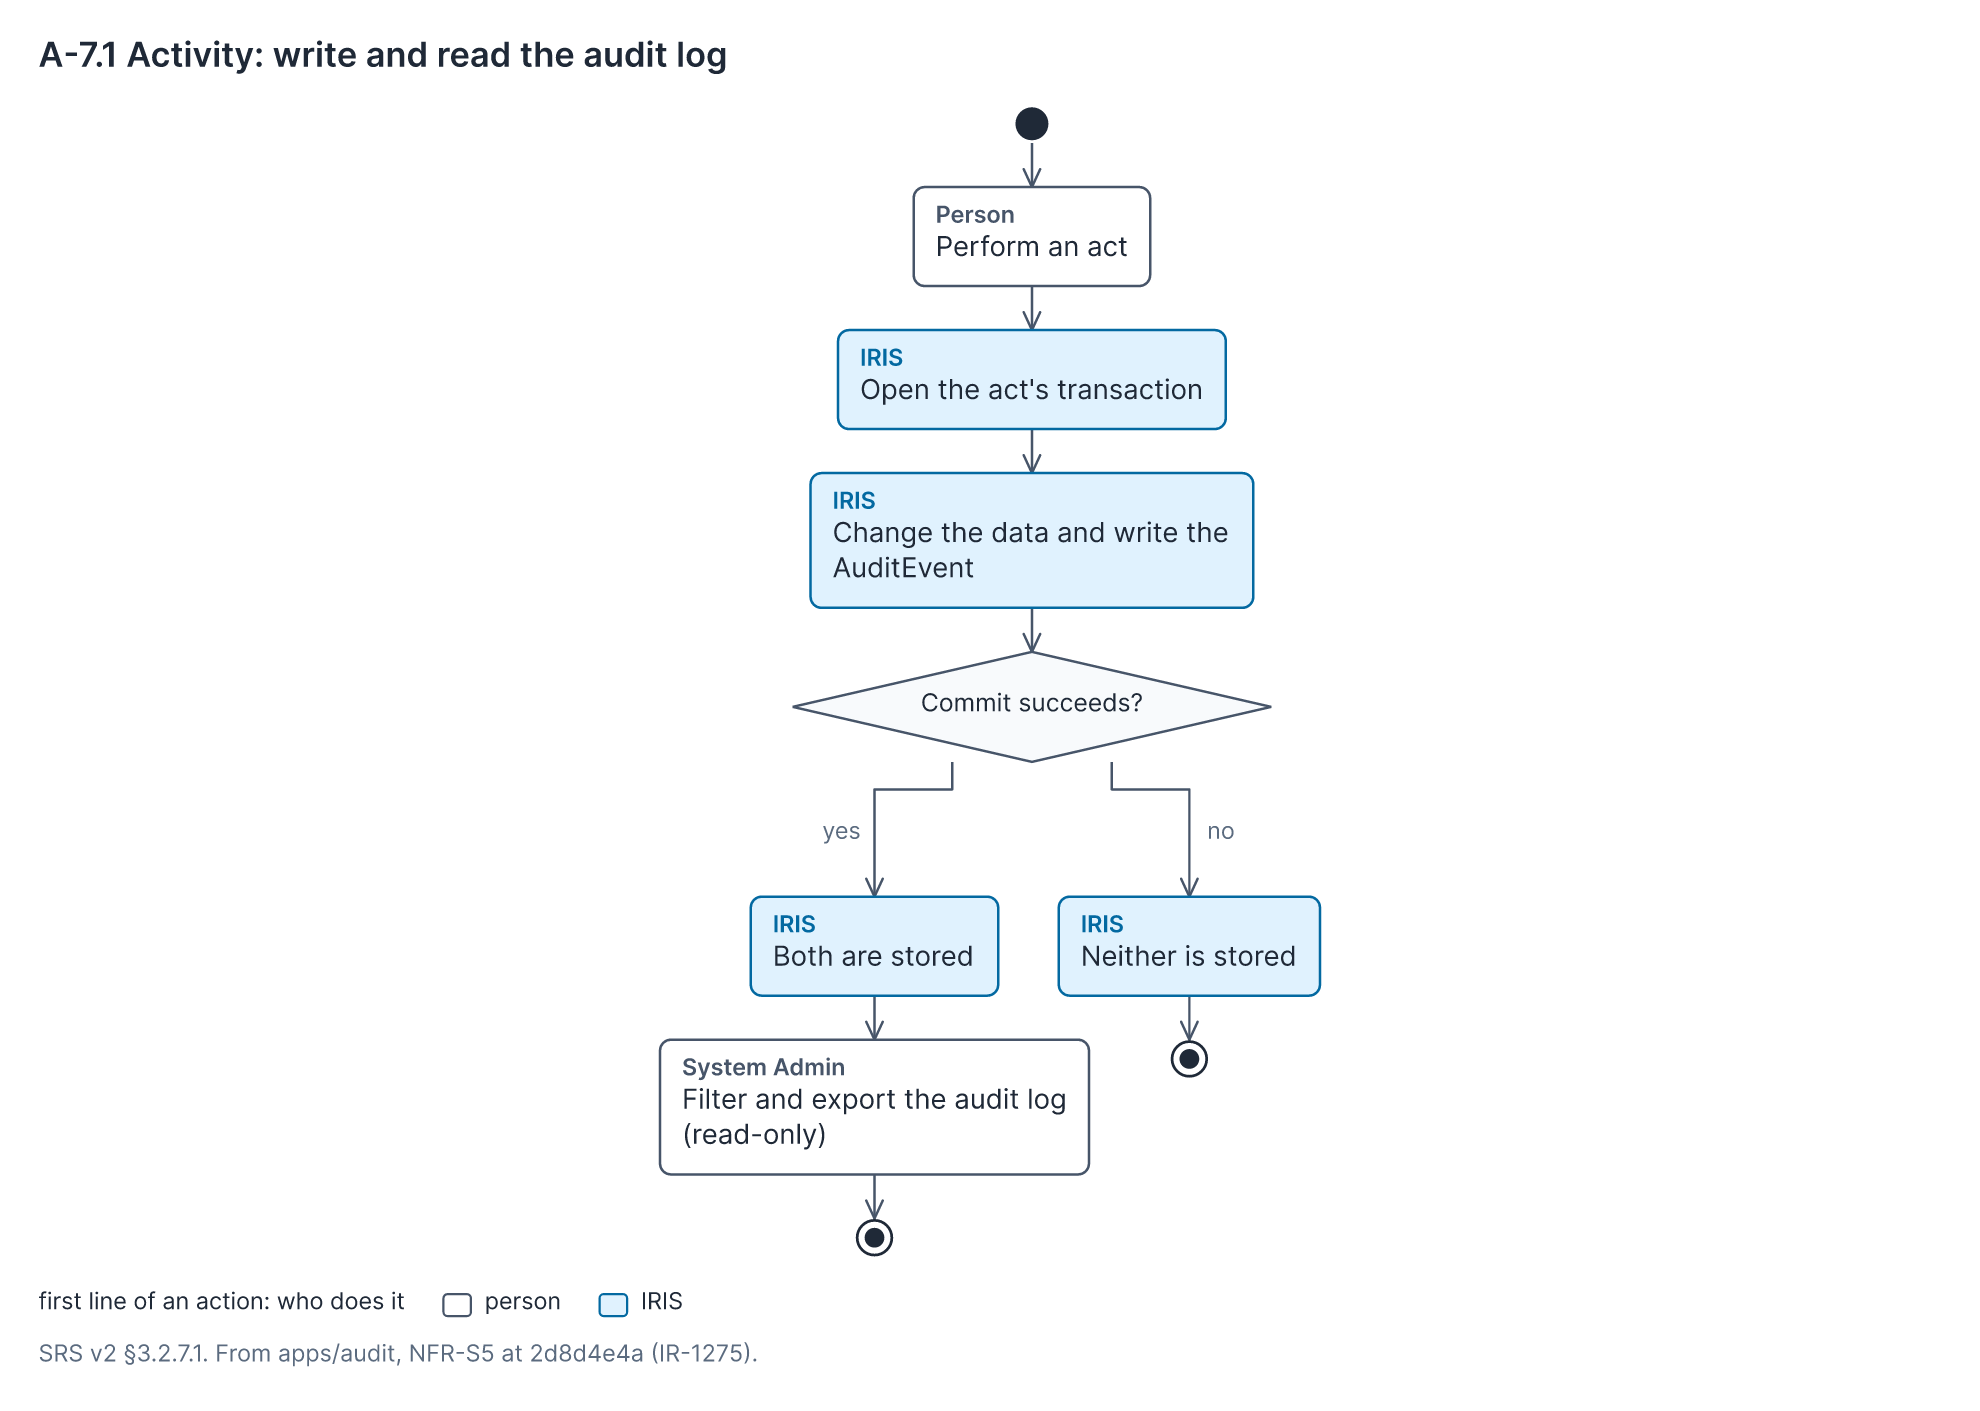 A-7.1 Activity: write and read the audit log
Person
Perform an act
IRIS
Open the act's transaction
IRIS
Change the data and write the
AuditEvent
Commit succeeds?
yes
no
IRIS
Both are stored
IRIS
Neither is stored
System Admin
Filter and export the audit log
(read-only)
first line of an action: who does it
person
IRIS
SRS v2 §3.2.7.1. From apps/audit, NFR-S5 at 2d8d4e4a (IR-1275).